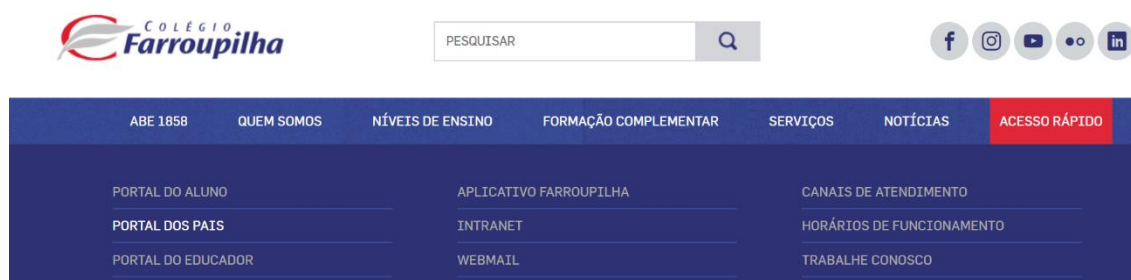 COLÉGIO
Farroupilha
PESQUISAR
ABE 1858 QUEM SOMOS NÍVEIS DE ENSINO FORMAÇÃO COMPLEMENTAR SERVIÇOS NOTÍCIAS ACESSO RÁPIDO
PORTAL DO ALUNO APLICATIVO FARROUPILHA CANAIS DE ATENDIMENTO
PORTAL DOS PAIS INTRANET HORÁRIOS DE FUNCIONAMENTO
PORTAL DO EDUCADOR WEBMAIL TRABALHE CONOSCO